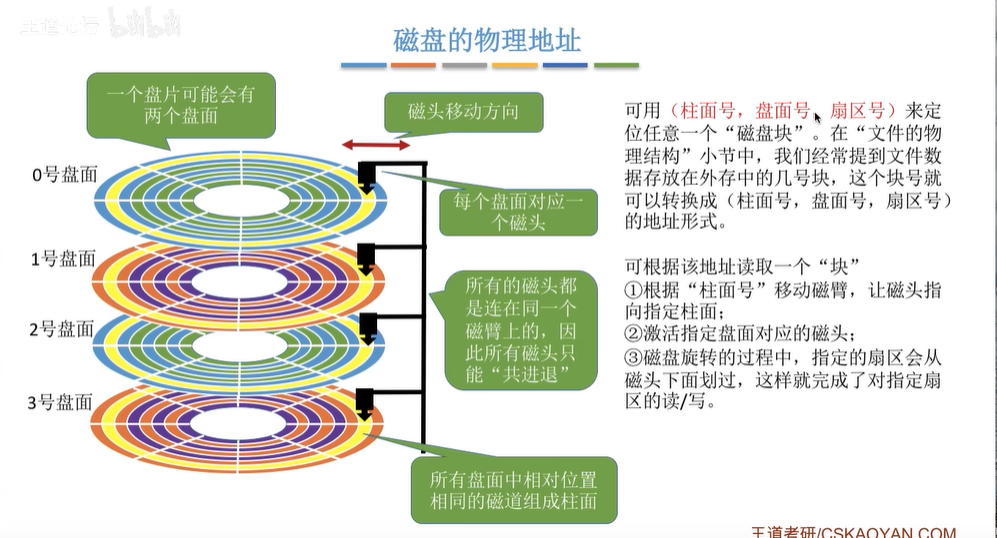 磁盘的物理地址
一个盘片可能会有
两个盘面
磁头移动方向
0号盘面
每个盘面对应一
个磁头
1号盘面
所有的磁头都
是连在同一个
磁臂上的，因
此所有磁头只
能“共进退”
2号盘面
3号盘面
所有盘面中相对位置
相同的磁道组成柱面
可用（柱面号，盘面号，扇区号）来定
位任意一个“磁盘块”。在“文件的物
理结构”小节中，我们经常提到文件数
据存放在外存中的几号块，这个块号就
可以转换成（柱面号，盘面号，扇区号）
的地址形式。
可根据该地址读取一个“块”
①根据“柱面号”移动磁臂，让磁头指
向指定柱面；
②激活指定盘面对应的磁头；
③磁盘旋转的过程中，指定的扇区会从
磁头下面划过，这样就完成了对指定扇
区的读/写。
王道考研/CSKAOYAN.COM